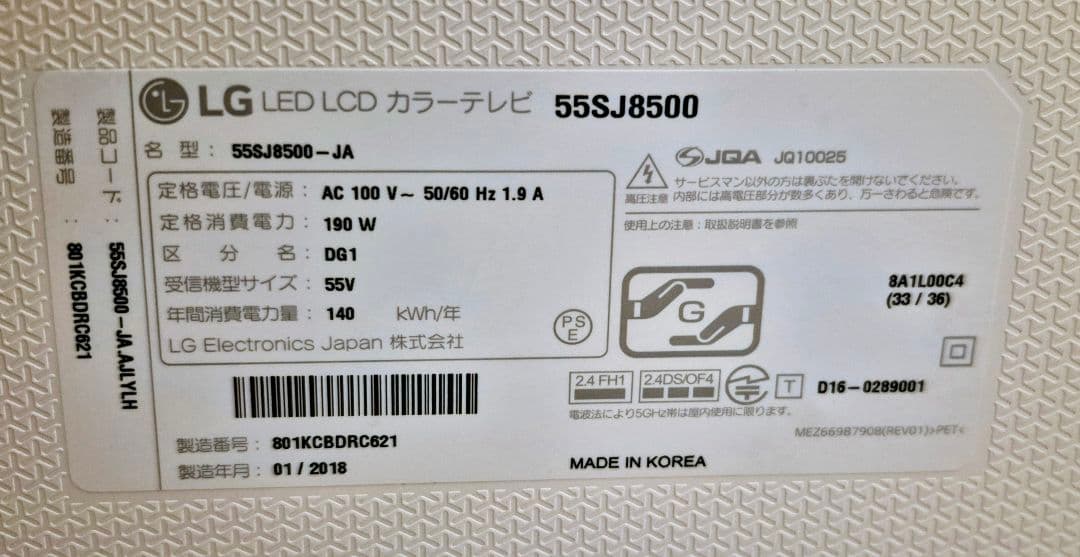 LG LED LCD カラーテレビ 55SJ8500
名 型 : 55SJ8500-JA
定格電圧/電源 : AC 100 V~ 50/60 Hz 1.9 A
定格消費電力 : 190 W
区 分 名 : DG1
受信機型サイズ : 55V
年間消費電力量 : 140 kWh/年
LG Electronics Japan 株式会社
PS
E
製造番号 : 801KCBDRC621
製造年月 : 01 / 2018
JQA JQ10025
高圧注意
サービスマン以外の方は裏ぶたを開けないでください。
内部には高電圧部分が数多くあり、万一さわると危険です。
使用上の注意 : 取扱説明書を参照
G
8A1L00C4
(33 / 36)
2.4 FH1
2.4DS/OF4
T D16-0289001
電波法により5GHz帯は屋内使用に限ります。
MEZ66987908(REV01)>PET<
MADE IN KOREA
製品コード : 55SJ8500-JA.AJLYLH
製造番号 : 801KCBDRC621